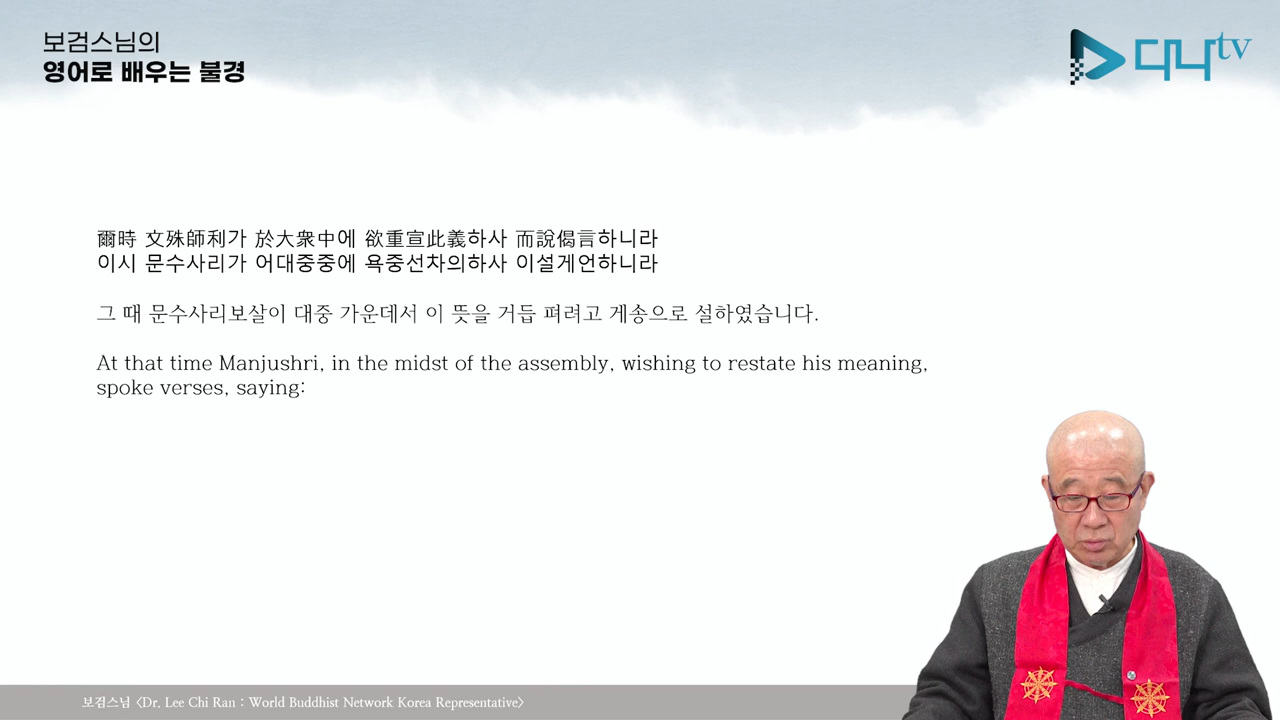 보검스님의
영어로 배우는 불경
다나tv
爾時 文殊師利가 於大衆中에 欲重宣此義하사 而說偈言하니라
이시 문수사리가 어대중중에 욕중선차의하사 이설게언하니라
그 때 문수사리보살이 대중 가운데서 이 뜻을 거듭 펴려고 게송으로 설하였습니다.
At that time Manjushri, in the midst of the assembly, wishing to restate his meaning,
spoke verses, saying:
보검스님 <Dr. Lee Chi Ran : World Buddhist Network Korea Representative>